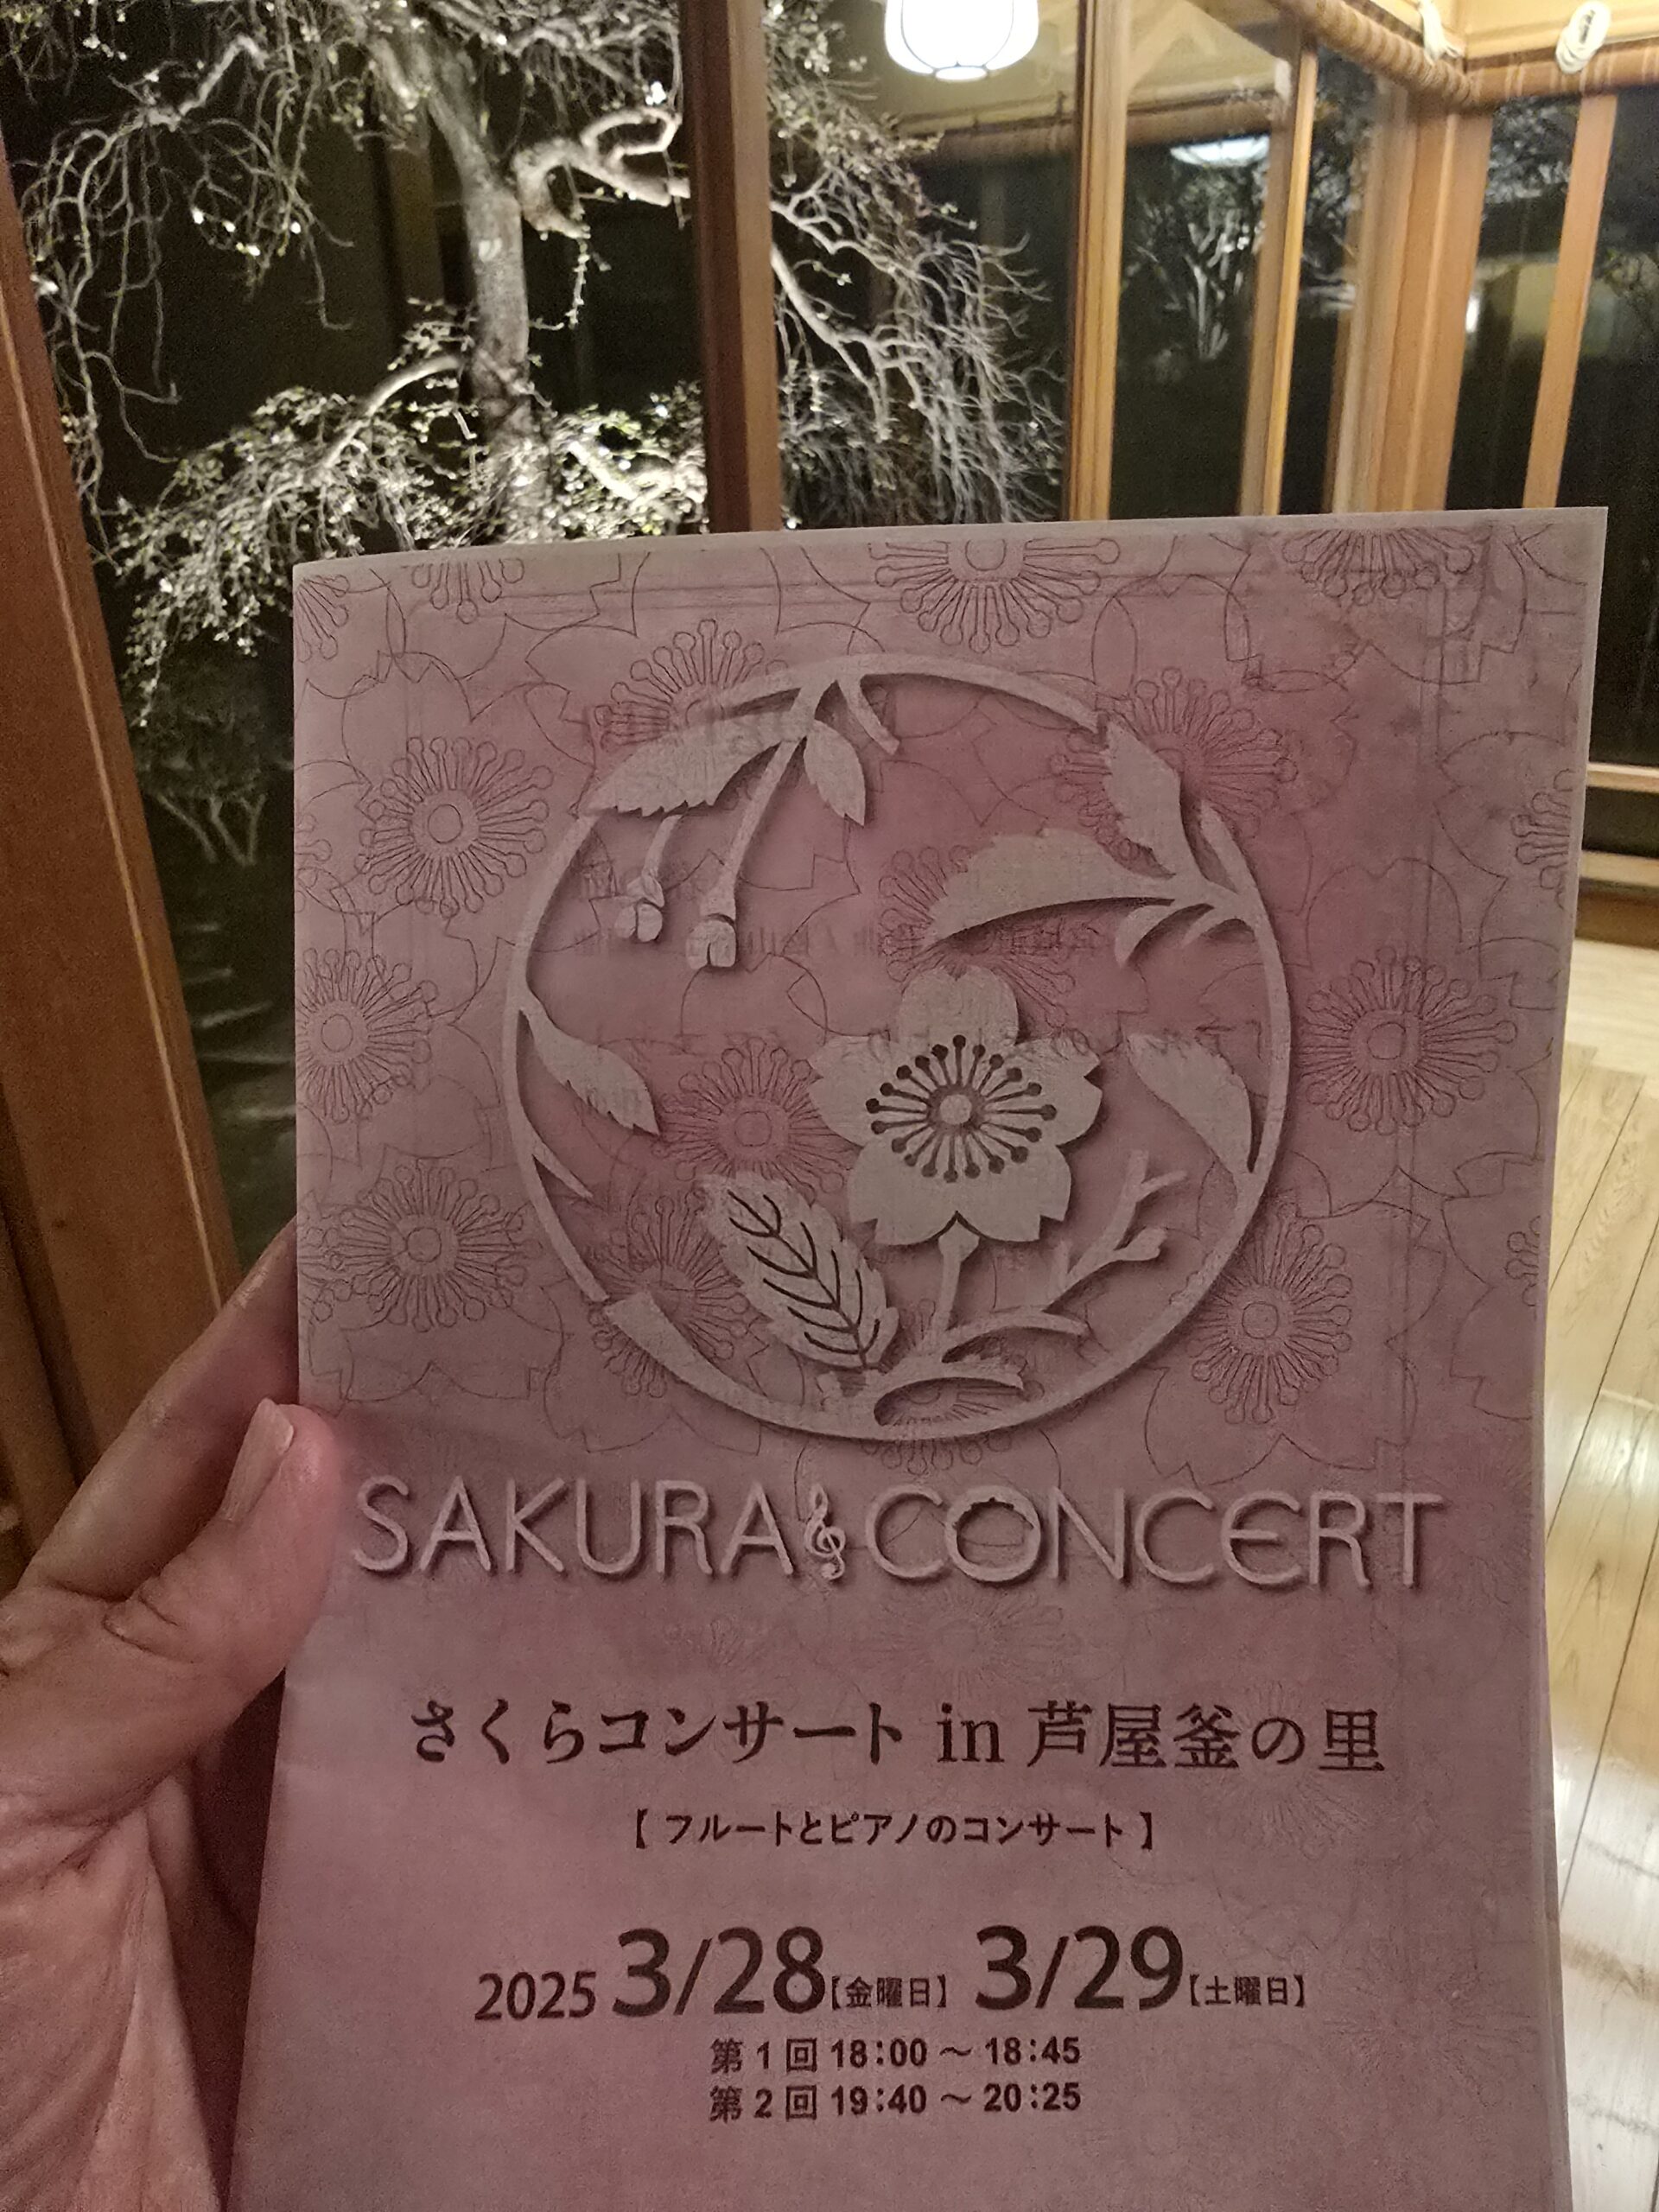 SAKURA CONCERT
さくらコンサート in 芦屋釜の里
【 フルートとピアノのコンサート 】
2025 3/28【金曜日】 3/29【土曜日】
第1回 18:00 ～ 18:45
第2回 19:40 ～ 20:25